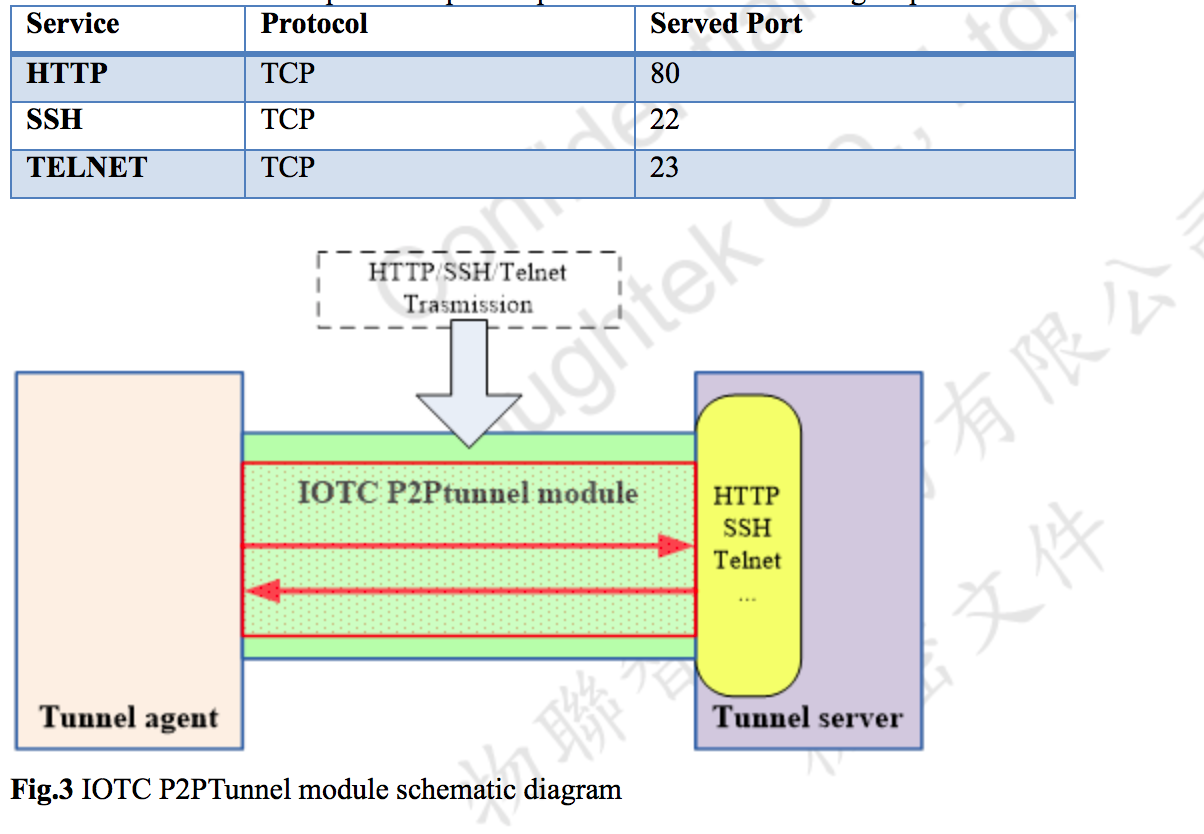 Service Protocol Served Port
HTTP TCP 80
SSH TCP 22
TELNET TCP 23
HTTP/SSH/Telnet
Trasmission
IOTC P2Ptunnel module
HTTP
SSH
Telnet
...
Tunnel agent
Tunnel server
Fig.3 IOTC P2PTunnel module schematic diagram